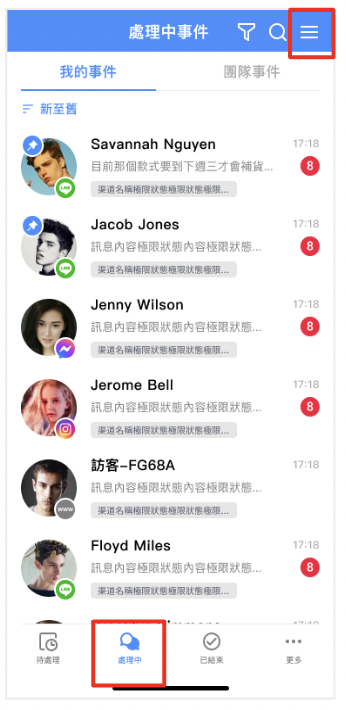 處理中事件
我的事件
團隊事件
新至舊
Savannah Nguyen
17:18
目前那個款式要到下週三才會補貨...
8
渠道名稱極限狀態極限狀態極限...
Jacob Jones
17:18
訊息內容極限狀態內容極限狀態...
8
渠道名稱極限狀態極限狀態極限...
Jenny Wilson
17:18
訊息內容極限狀態內容極限狀態...
8
渠道名稱極限狀態極限狀態極限...
Jerome Bell
17:18
訊息內容極限狀態內容極限狀態...
8
渠道名稱極限狀態極限狀態極限...
訪客-FG68A
17:18
訊息內容極限狀態內容極限狀態...
www
渠道名稱極限狀態極限狀態極限...
Floyd Miles
17:18
訊息內容極限狀態內容極限狀態...
8
渠道名稱極限狀態極限狀態極限...
待處理
處理中
已結束
更多